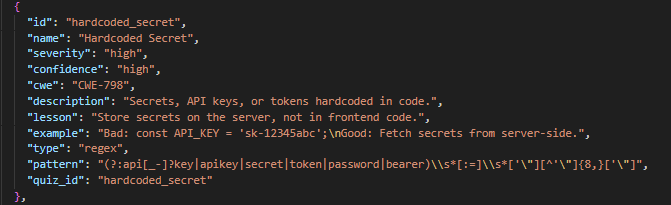 {
"id": "hardcoded_secret",
"name": "Hardcoded Secret",
"severity": "high",
"confidence": "high",
"cwe": "CWE-798",
"description": "Secrets, API keys, or tokens hardcoded in code.",
"lesson": "Store secrets on the server, not in frontend code.",
"example": "Bad: const API_KEY = 'sk-12345abc';\nGood: Fetch secrets from server-side.",
"type": "regex",
"pattern": "(?:api[_-]?key|apikey|secret|token|password|bearer)\\s*[:=]\\s*['\"][^'\"]{8,}['\"]",
"quiz_id": "hardcoded_secret"
},